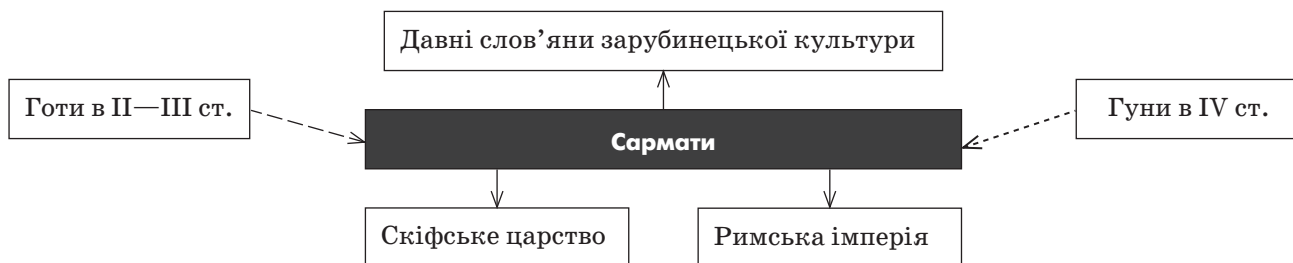 Давні слов’яни зарубинецької культури
Готи в II—III ст.
Гуни в IV ст.
Сармати
Скіфське царство
Римська імперія